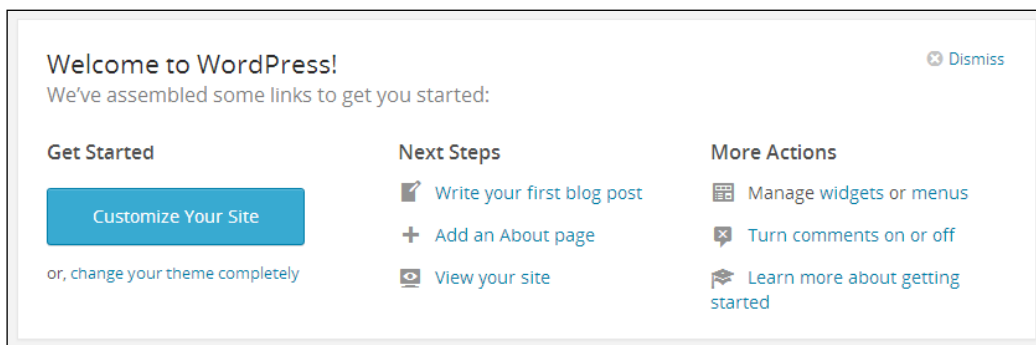 Welcome to WordPress!
Dismiss
We've assembled some links to get you started:
Get Started
Customize Your Site
or, change your theme completely
Next Steps
Write your first blog post
Add an About page
View your site
More Actions
Manage widgets or menus
Turn comments on or off
Learn more about getting
started